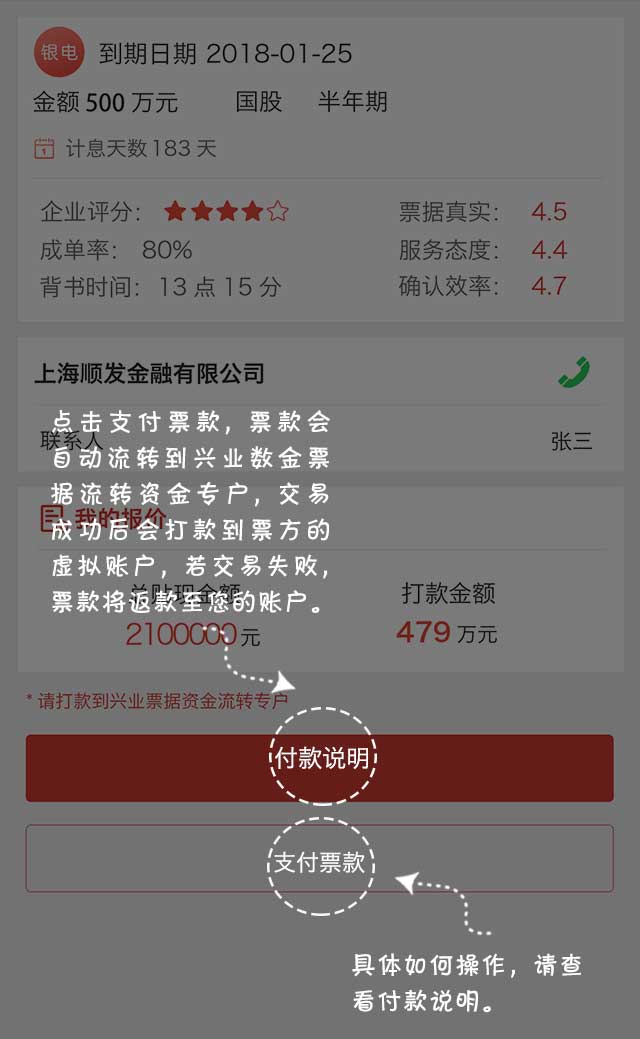 银电 到期日期 2018-01-25
金额 500 万元 国股 半年期
1 计息天数 183 天
企业评分： 票据真实： 4.5
成单率： 80% 服务态度： 4.4
背书时间： 13 点 15 分 确认效率： 4.7
上海顺发金融有限公司
联系人 张三
点击支付票款，票款会
自动流转到兴业数金票
据流转资金专户，交易
成功后会打款到票方的
虚拟账户，若交易失败，
票款将返款至您的账户。
我的报价
总贴现金额 打款金额
2100000元 479 万元
* 请打款到兴业票据资金流转专户
付款说明
支付票款
具体如何操作，请查
看付款说明。